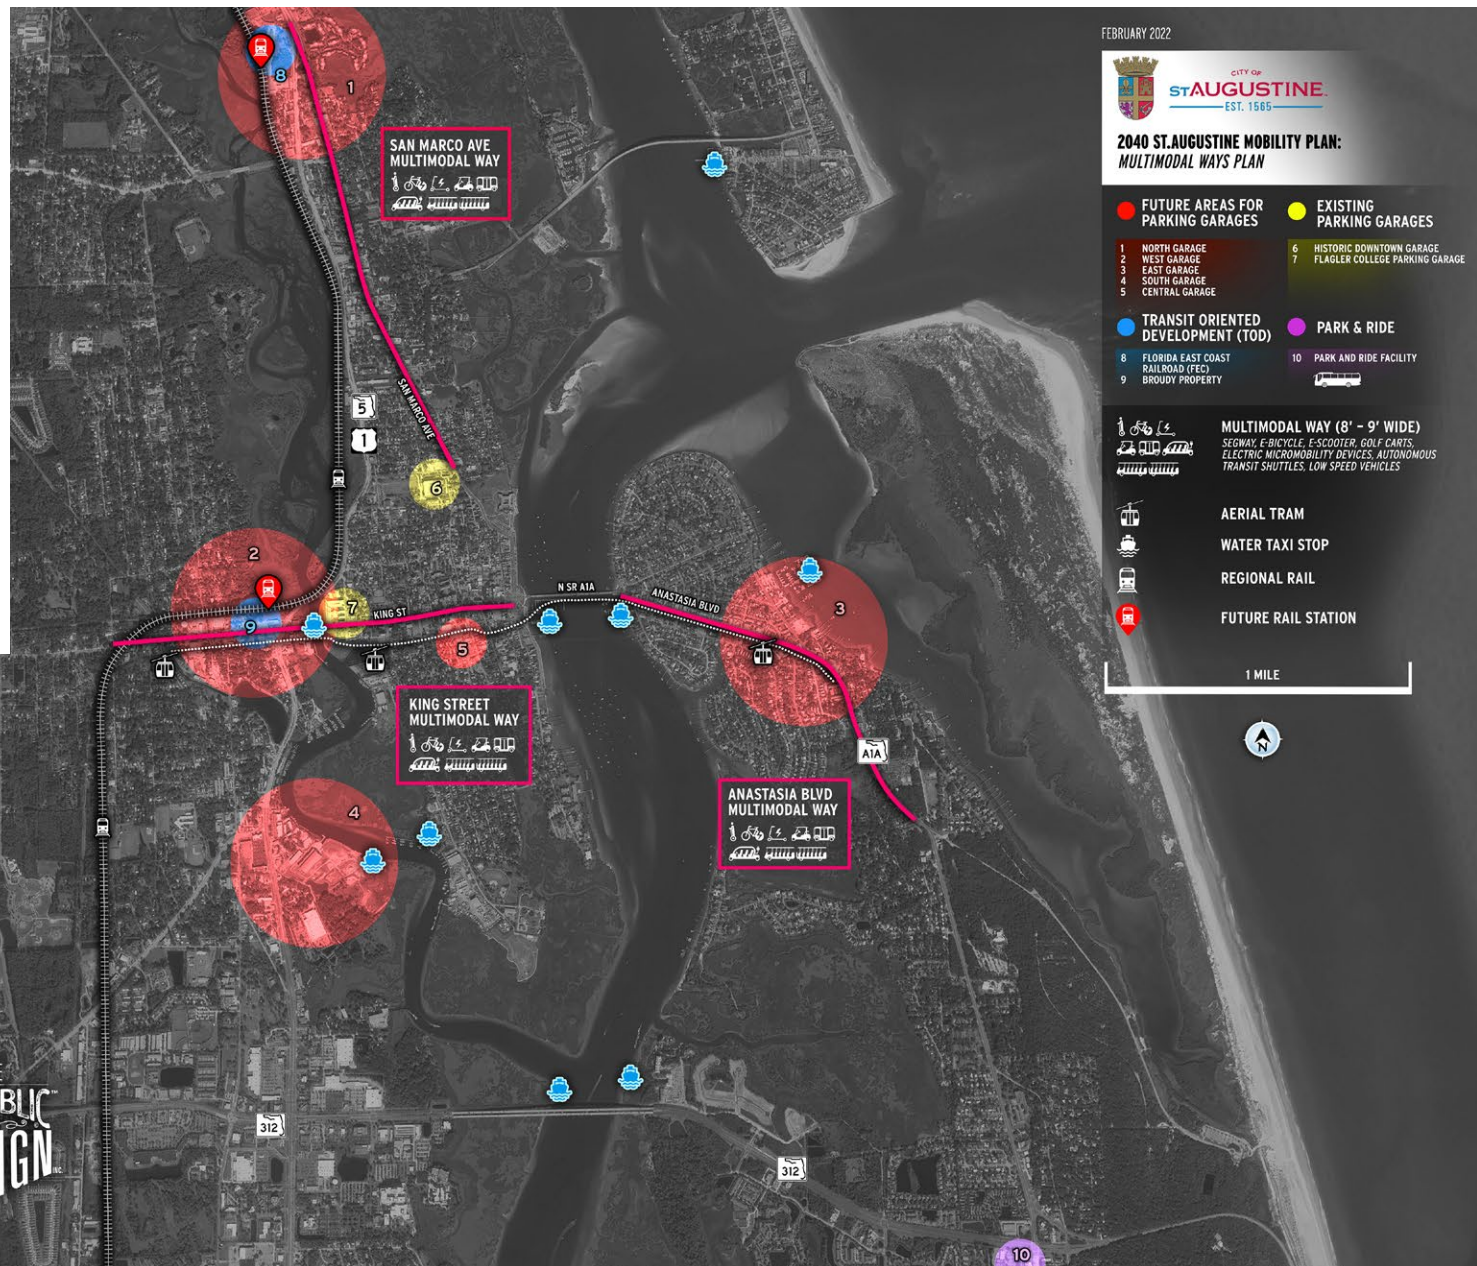 FEBRUARY 2022
CITY OF
ST AUGUSTINE
EST. 1565
2040 ST.AUGUSTINE MOBILITY PLAN:
MULTIMODAL WAYS PLAN
FUTURE AREAS FOR
PARKING GARAGES
1 NORTH GARAGE
2 WEST GARAGE
3 EAST GARAGE
4 SOUTH GARAGE
5 CENTRAL GARAGE
EXISTING
PARKING GARAGES
6 HISTORIC DOWNTOWN GARAGE
7 FLAGLER COLLEGE PARKING GARAGE
TRANSIT ORIENTED
DEVELOPMENT (TOD)
8 FLORIDA EAST COAST
RAILROAD (FEC)
9 BROUDY PROPERTY
PARK & RIDE
10 PARK AND RIDE FACILITY
MULTIMODAL WAY (8' - 9' WIDE)
SEGWAY, E-BICYCLE, E-SCOOTER, GOLF CARTS,
ELECTRIC MICROMOBILITY DEVICES, AUTONOMOUS
TRANSIT SHUTTLES, LOW SPEED VEHICLES
AERIAL TRAM
WATER TAXI STOP
REGIONAL RAIL
FUTURE RAIL STATION
1 MILE
N
8
1
SAN MARCO AVE
MULTIMODAL WAY
SAN MARCO AVE
5
1
6
2
7
9
KING ST
5
N SR A1A
ANASTASIA BLVD
3
KING STREET
MULTIMODAL WAY
A1A
4
ANASTASIA BLVD
MULTIMODAL WAY
312
312
10
BLIC
IGN
INC.